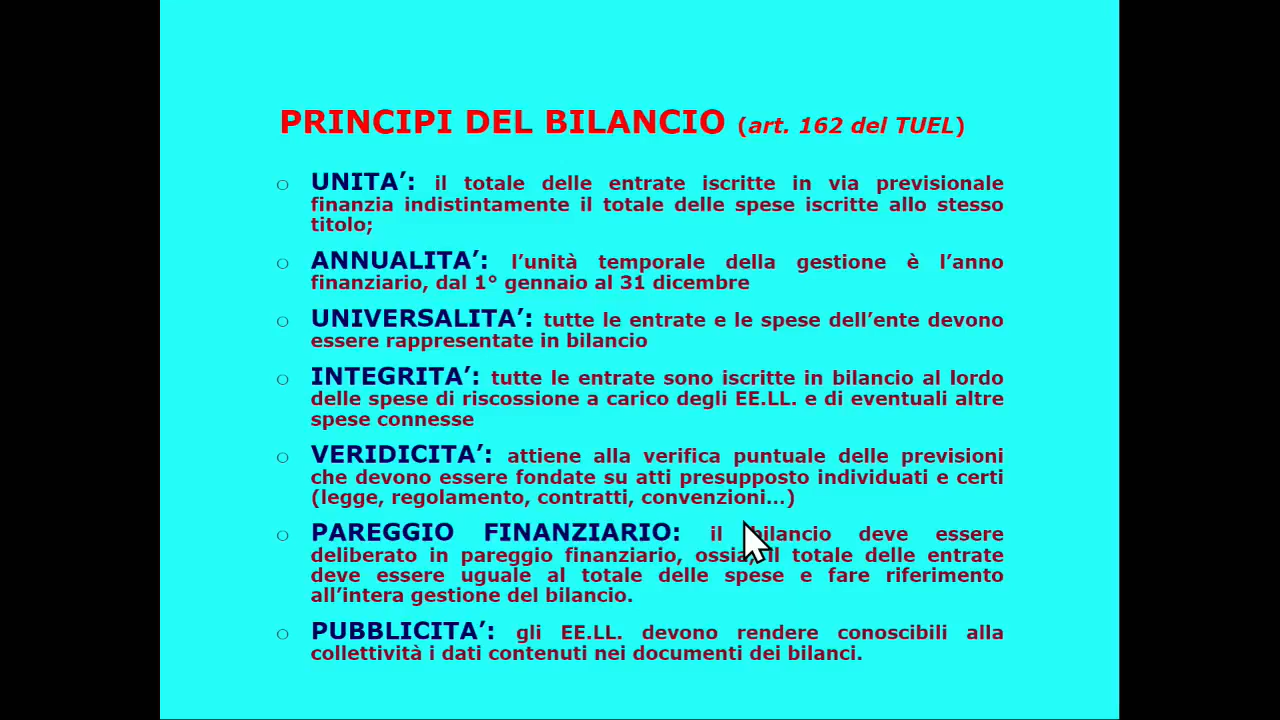 PRINCIPI DEL BILANCIO (art. 162 del TUEL)
UNITA’: il totale delle entrate iscritte in via previsionale
finanzia indistintamente il totale delle spese iscritte allo stesso
titolo;
ANNUALITA’: l’unità temporale della gestione è l’anno
finanziario, dal 1° gennaio al 31 dicembre
UNIVERSALITA’: tutte le entrate e le spese dell’ente devono
essere rappresentate in bilancio
INTEGRITA’: tutte le entrate sono iscritte in bilancio al lordo
delle spese di riscossione a carico degli EE.LL. e di eventuali altre
spese connesse
VERIDICITA’: attiene alla verifica puntuale delle previsioni
che devono essere fondate su atti presupposto individuati e certi
(legge, regolamento, contratti, convenzioni…)
PAREGGIO FINANZIARIO: il bilancio deve essere
deliberato in pareggio finanziario, ossia, il totale delle entrate
deve essere uguale al totale delle spese e fare riferimento
all’intera gestione del bilancio.
PUBBLICITA’: gli EE.LL. devono rendere conoscibili alla
collettività i dati contenuti nei documenti dei bilanci.